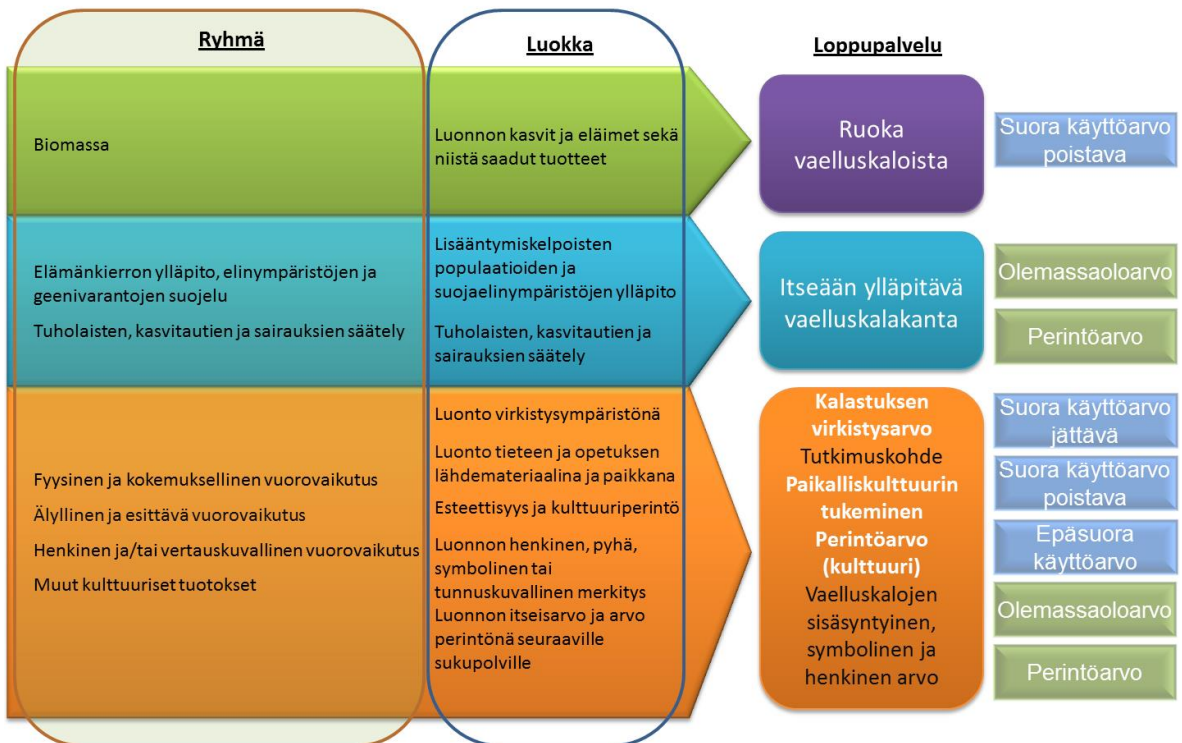 Ryhmä
Luokka
Loppupalvelu
Biomassa
Luonnon kasvit ja eläimet sekä
niistä saadut tuotteet
Ruoka
vaelluskaloista
Suora käyttöarvo
poistava
Elämänkierron ylläpito, elinympäristöjen ja
geenivarantojen suojelu
Tuholaisten, kasvitautien ja sairauksien säätely
Lisääntymiskelpoisten
populaatioiden ja
suojaelinympäristöjen ylläpito
Tuholaisten, kasvitautien ja
sairauksien säätely
Itseään ylläpitävä
vaelluskalakanta
Olemassaoloarvo
Perintöarvo
Fyysinen ja kokemuksellinen vuorovaikutus
Älyllinen ja esittävä vuorovaikutus
Henkinen ja/tai vertauskuvallinen vuorovaikutus
Muut kulttuuriset tuotokset
Luonto virkistysympäristönä
Luonto tieteen ja opetuksen
lähdemateriaalina ja paikkana
Esteettisyys ja kulttuuriperintö
Luonnon henkinen, pyhä,
symbolinen tai
tunnuskuvallinen merkitys
Luonnon itseisarvo ja arvo
perintönä seuraaville
sukupolville
Kalastuksen
virkistysarvo
Tutkimuskohde
Paikalliskulttuurin
tukeminen
Perintöarvo
(kulttuuri)
Vaelluskalojen
sisäsyntyinen,
symbolinen ja
henkinen arvo
Suora käyttöarvo
jättävä
Suora käyttöarvo
poistava
Epäsuora
käyttöarvo
Olemassaoloarvo
Perintöarvo